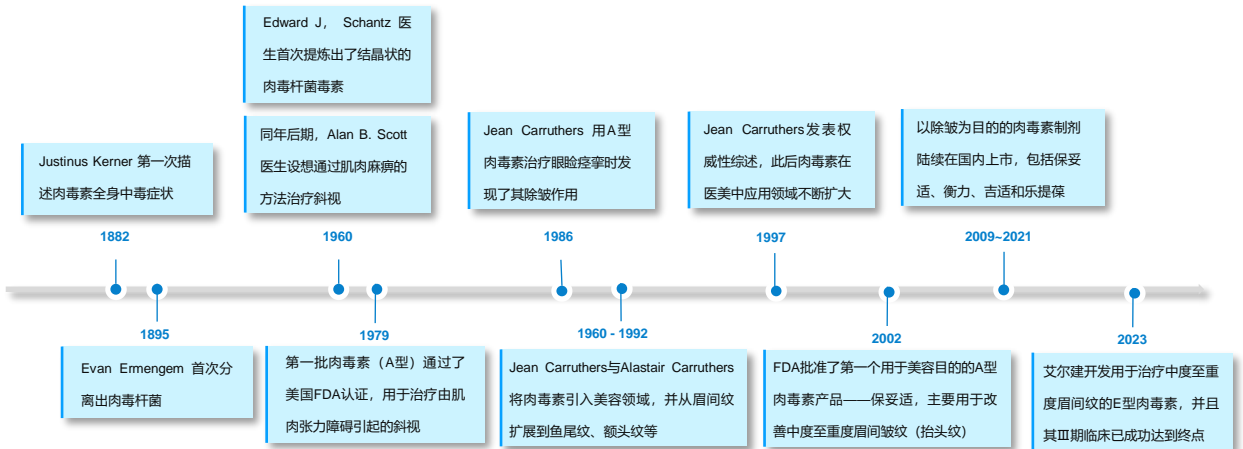 Edward J, Schantz 医
生首次提炼出了结晶状的
肉毒杆菌毒素
同年后期，Alan B. Scott
医生设想通过肌肉麻痹的
方法治疗斜视
Jean Carruthers 用A型
肉毒素治疗眼睑痉挛时发
现了其除皱作用
Jean Carruthers发表权
威性综述，此后肉毒素在
医美中应用领域不断扩大
以除皱为目的的肉毒素制剂
陆续在国内上市，包括保妥
适、衡力、吉适和乐提葆
Justinus Kerner 第一次描
述肉毒素全身中毒症状
1882
1960
1986
1997
2009~2021
1895
1979
1960 - 1992
2002
2023
Evan Ermengem 首次分
离出肉毒杆菌
第一批肉毒素（A型）通过了
美国FDA认证，用于治疗由肌
肉张力障碍引起的斜视
Jean Carruthers与Alastair Carruthers
将肉毒素引入美容领域，并从眉间纹
扩展到鱼尾纹、额头纹等
FDA批准了第一个用于美容目的的A型
肉毒素产品——保妥适，主要用于改
善中度至重度眉间皱纹（抬头纹）
艾尔建开发用于治疗中度至重
度眉间纹的E型肉毒素，并且
其Ⅲ期临床已成功达到终点